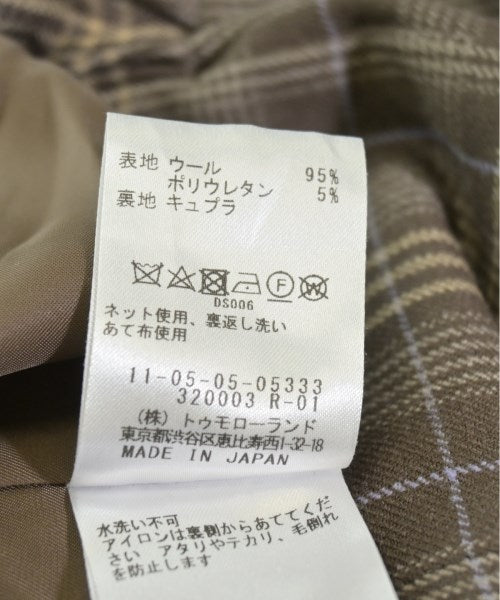 表地 ウール 95%
ポリウレタン 5%
裏地 キュプラ
F W
DS006
ネット使用、裏返し洗い
あて布使用
11-05-05-05333
320003 R-01
(株) トゥモローランド
東京都渋谷区恵比寿西1-32-18
MADE IN JAPAN
水洗い不可
アイロンは裏側からあててくだ
さい アタリやテカリ、毛倒れ
を防止します